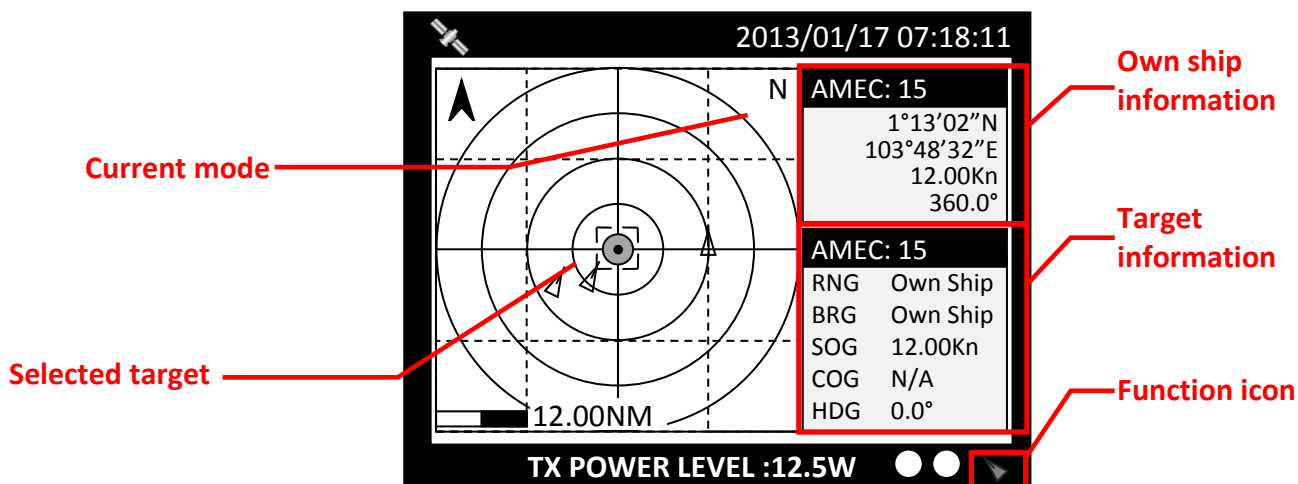 2013/01/17 07:18:11
Own ship
information
N
AMEC: 15
1°13’02”N
103°48’32”E
12.00Kn
360.0°
Current mode
Target
information
AMEC: 15
RNG Own Ship
BRG Own Ship
SOG 12.00Kn
COG N/A
HDG 0.0°
Selected target
Function icon
12.00NM
TX POWER LEVEL :12.5W